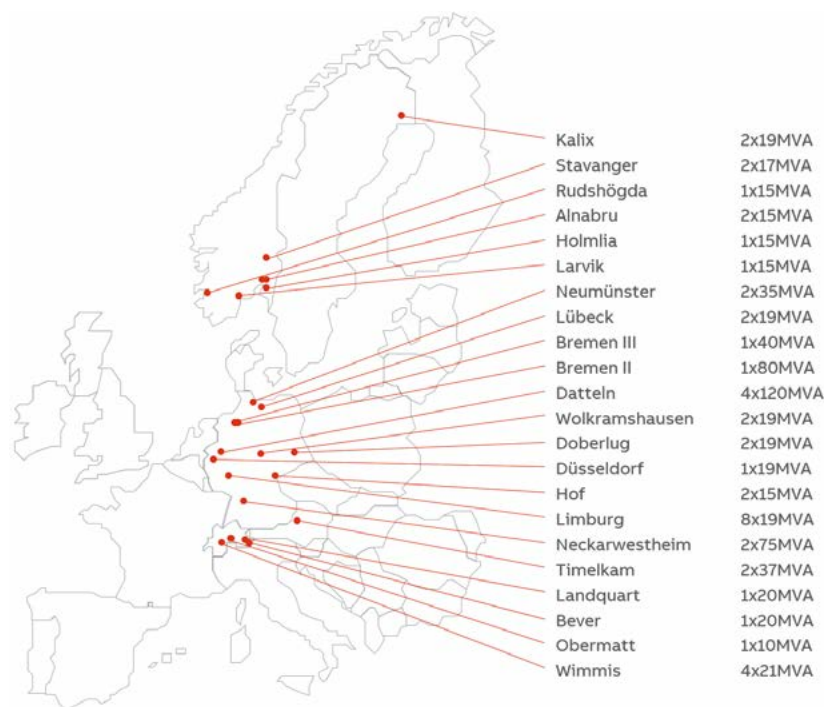 Kalix 2x19MVA
Stavanger 2x17MVA
Rudshögda 1x15MVA
Alnabru 2x15MVA
Holmlia 1x15MVA
Larvik 1x15MVA
Neumünster 2x35MVA
Lübeck 2x19MVA
Bremen III 1x40MVA
Bremen II 1x80MVA
Datteln 4x120MVA
Wolkramshausen 2x19MVA
Doberlug 2x19MVA
Düsseldorf 1x19MVA
Hof 2x15MVA
Limburg 8x19MVA
Neckarwestheim 2x75MVA
Timelkam 2x37MVA
Landquart 1x20MVA
Bever 1x20MVA
Obermatt 1x10MVA
Wimmis 4x21MVA